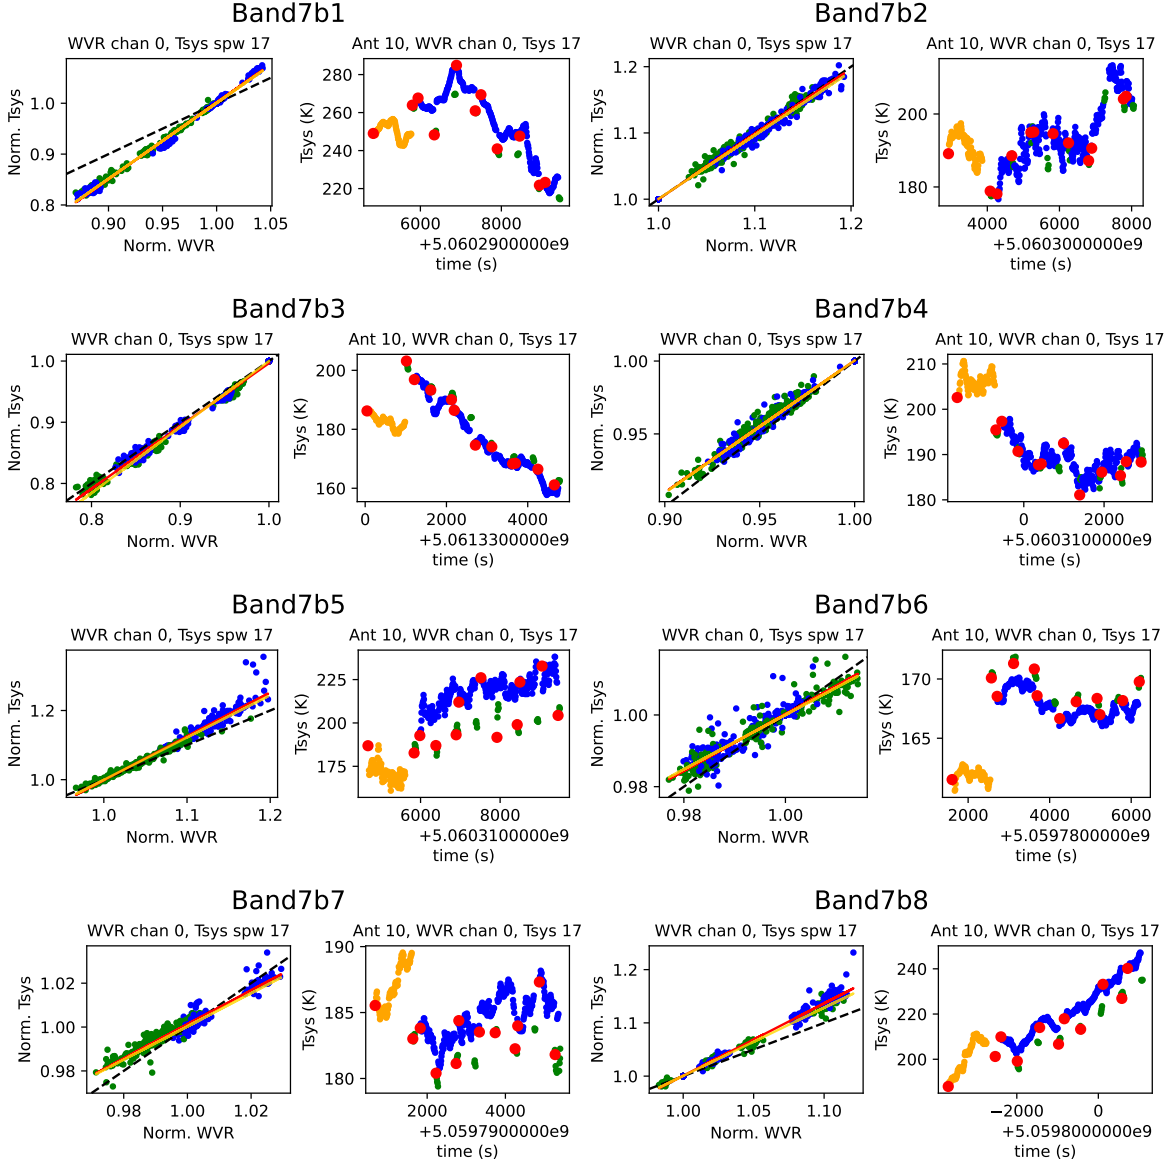 Band7b1
Band7b2
WVR chan 0, Tsys spw 17
Ant 10, WVR chan 0, Tsys 17
WVR chan 0, Tsys spw 17
Ant 10, WVR chan 0, Tsys 17
Norm. Tsys
1.0
0.9
0.8
0.90 0.95 1.00 1.05
Norm. WVR
Tsys (K)
280
260
240
220
6000 8000
+5.0602900000e9
time (s)
Norm. Tsys
1.2
1.1
1.0
1.0 1.1 1.2
Norm. WVR
Tsys (K)
200
190
180
4000 6000 8000
+5.0603000000e9
time (s)
Band7b3
Band7b4
WVR chan 0, Tsys spw 17
Ant 10, WVR chan 0, Tsys 17
WVR chan 0, Tsys spw 17
Ant 10, WVR chan 0, Tsys 17
Norm. Tsys
1.0
0.9
0.8
0.8 0.9 1.0
Norm. WVR
Tsys (K)
200
180
160
0 2000 4000
+5.0613300000e9
time (s)
Norm. Tsys
1.00
0.95
0.90 0.95 1.00
Norm. WVR
Tsys (K)
210
200
190
180
0 2000
+5.0603100000e9
time (s)
Band7b5
Band7b6
WVR chan 0, Tsys spw 17
Ant 10, WVR chan 0, Tsys 17
WVR chan 0, Tsys spw 17
Ant 10, WVR chan 0, Tsys 17
Norm. Tsys
1.2
1.0
1.0 1.1 1.2
Norm. WVR
Tsys (K)
225
200
175
6000 8000
+5.0603100000e9
time (s)
Norm. Tsys
1.00
0.98
0.98 1.00
Norm. WVR
Tsys (K)
170
165
2000 4000 6000
+5.0597800000e9
time (s)
Band7b7
Band7b8
WVR chan 0, Tsys spw 17
Ant 10, WVR chan 0, Tsys 17
WVR chan 0, Tsys spw 17
Ant 10, WVR chan 0, Tsys 17
Norm. Tsys
1.02
1.00
0.98
0.98 1.00 1.02
Norm. WVR
Tsys (K)
190
185
180
2000 4000
+5.0597900000e9
time (s)
Norm. Tsys
1.2
1.1
1.0
1.00 1.05 1.10
Norm. WVR
Tsys (K)
240
220
200
−2000 0
+5.0598000000e9
time (s)